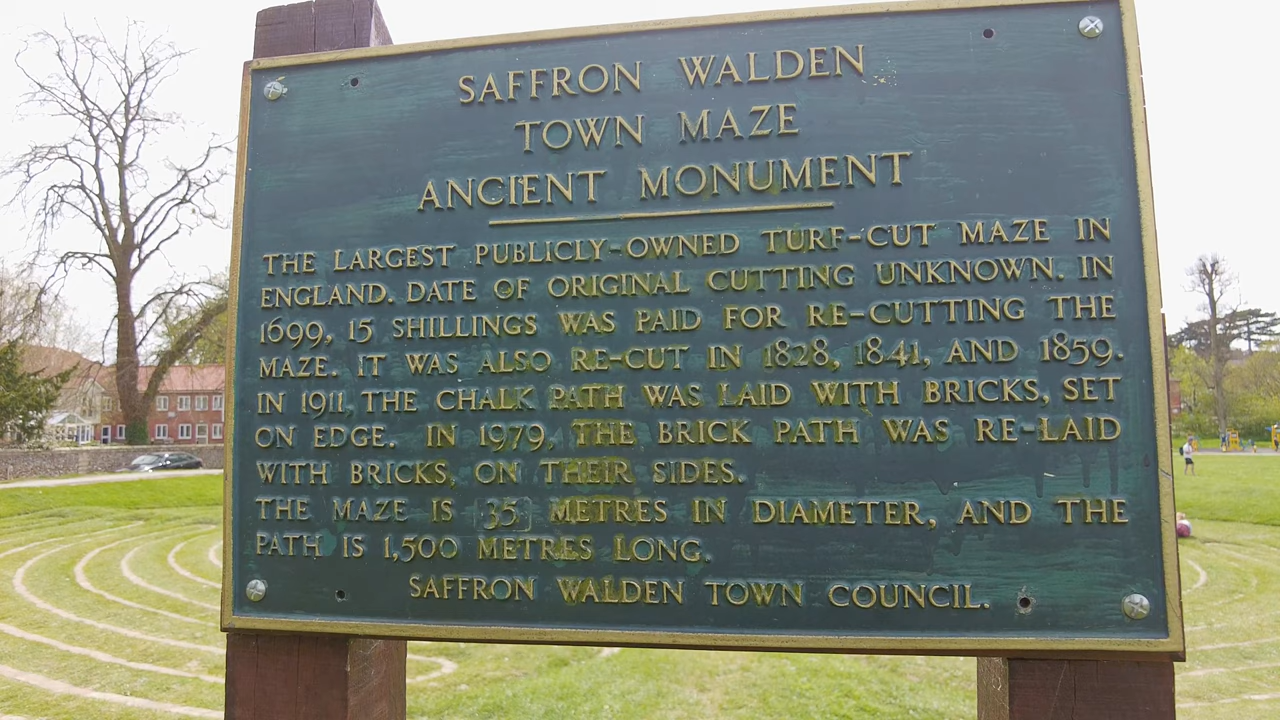 SAFFRON WALDEN
TOWN MAZE
ANCIENT MONUMENT
THE LARGEST PUBLICLY-OWNED TURF-CUT MAZE IN
ENGLAND. DATE OF ORIGINAL CUTTING UNKNOWN. IN
1699, 15 SHILLINGS WAS PAID FOR RE-CUTTING THE
MAZE. IT WAS ALSO RE-CUT IN 1828, 1841, AND 1859.
IN 1911, THE CHALK PATH WAS LAID WITH BRICKS, SET
ON EDGE. IN 1979, THE BRICK PATH WAS RE-LAID
WITH BRICKS, ON THEIR SIDES.
THE MAZE IS 35 METRES IN DIAMETER, AND THE
PATH IS 1,500 METRES LONG.
SAFFRON WALDEN TOWN COUNCIL.